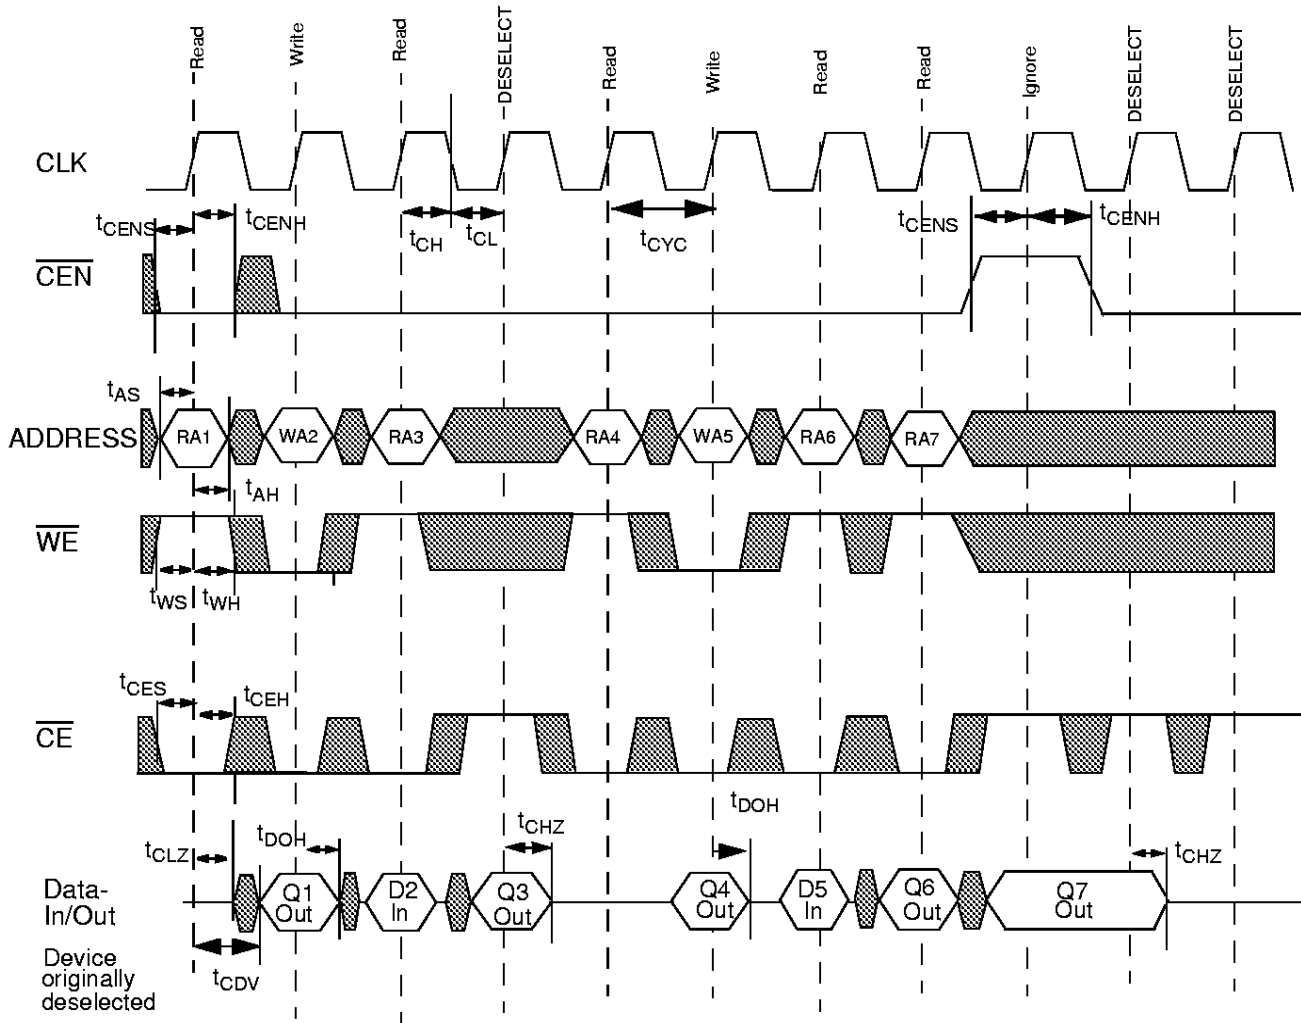 Read
Write
Read
DESELECT
Read
Write
Read
Read
Ignore
DESELECT
DESELECT
CLK
tCENS
tCENH
tCH
tCL
tCYC
tCENS
tCENH
CEN
tAS
ADDRESS
RA1
WA2
RA3
RA4
WA5
RA6
RA7
tAH
WE
tWS
tWH
tCES
tCEH
CE
tDOH
tCLZ
tDOH
tCHZ
tCHZ
Data-
In/Out
Q1
Out
D2
In
Q3
Out
Q4
Out
D5
In
Q6
Out
Q7
Out
tCDV
Device
originally
deselected